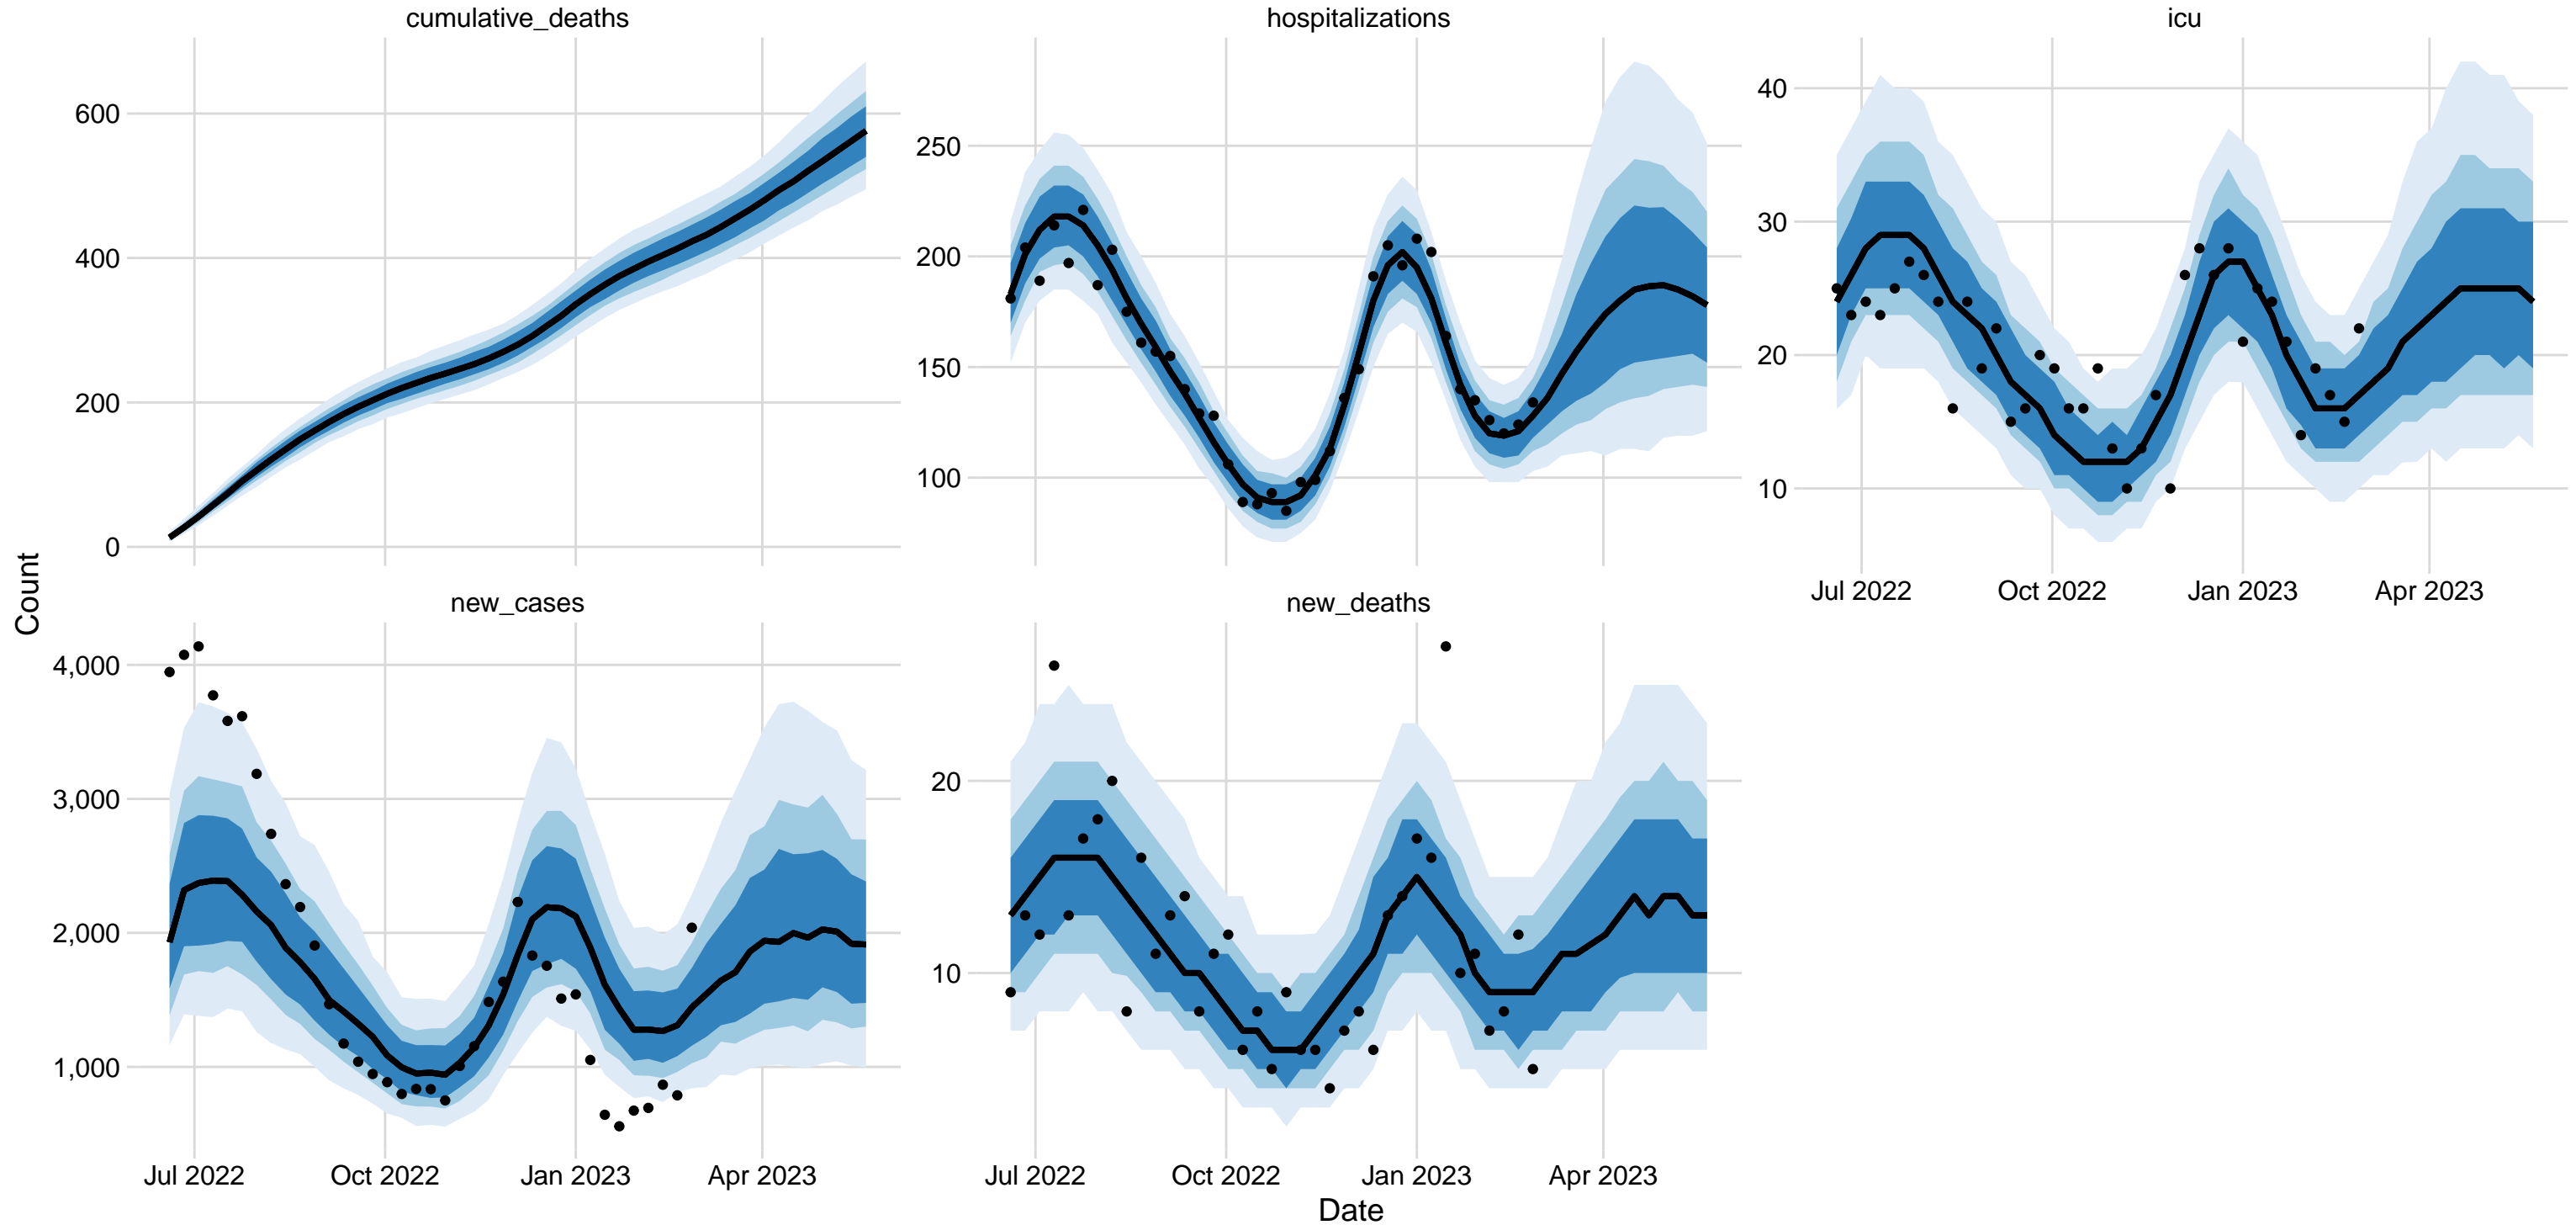 cumulative_deaths
hospitalizations
icu
600
400
200
0
250
200
150
100
40
30
20
10
Jul 2022
Oct 2022
Jan 2023
Apr 2023
Count
new_cases
new_deaths
4,000
3,000
2,000
1,000
20
10
Jul 2022
Oct 2022
Jan 2023
Apr 2023
Jul 2022
Oct 2022
Jan 2023
Apr 2023
Date